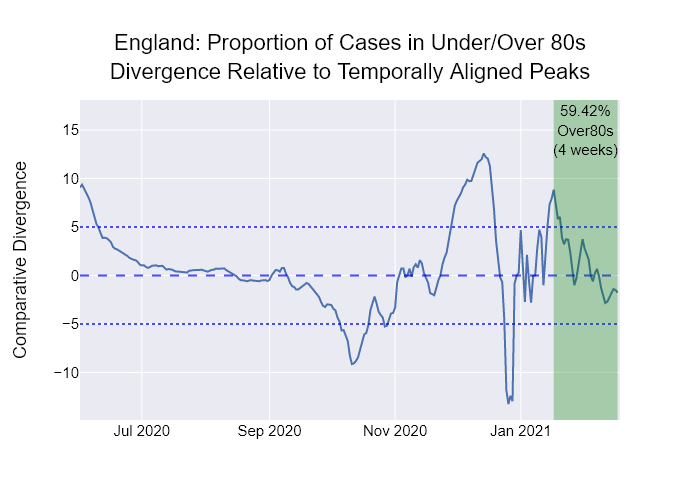 England: Proportion of Cases in Under/Over 80s
Divergence Relative to Temporally Aligned Peaks
59.42%
Over80s
(4 weeks)
Comparative Divergence
15
10
5
0
−5
−10
Jul 2020
Sep 2020
Nov 2020
Jan 2021